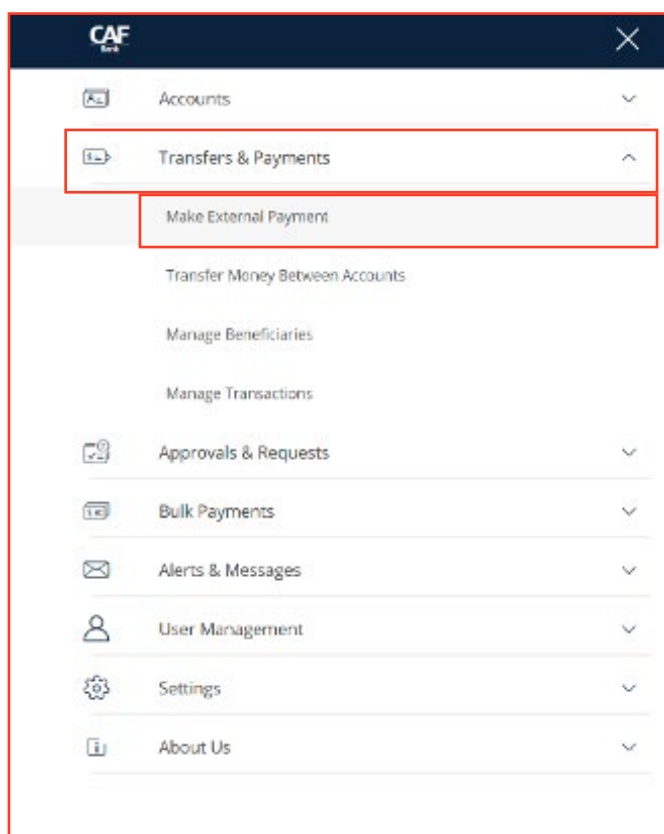 CAF
Bank
Accounts
Transfers & Payments
Make External Payment
Transfer Money Between Accounts
Manage Beneficiaries
Manage Transactions
Approvals & Requests
Bulk Payments
Alerts & Messages
User Management
Settings
About Us